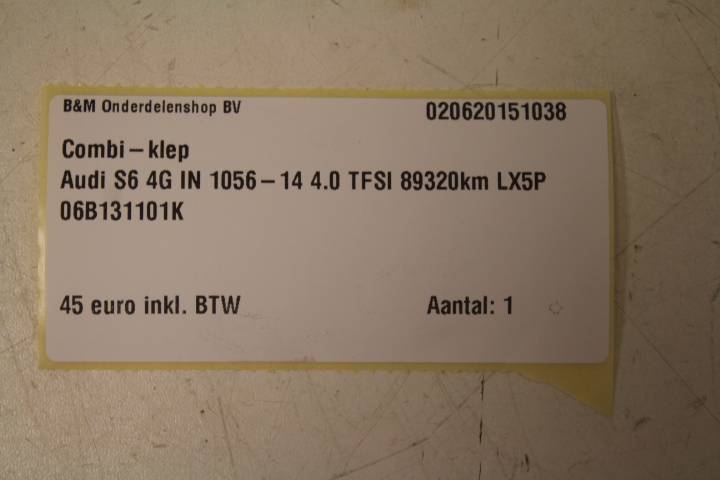 B&M Onderdelenshop BV 020620151038
Combi-klep
Audi S6 4G IN 1056-14 4.0 TFSI 89320km LX5P
06B131101K
45 euro inkl. BTW Aantal: 1